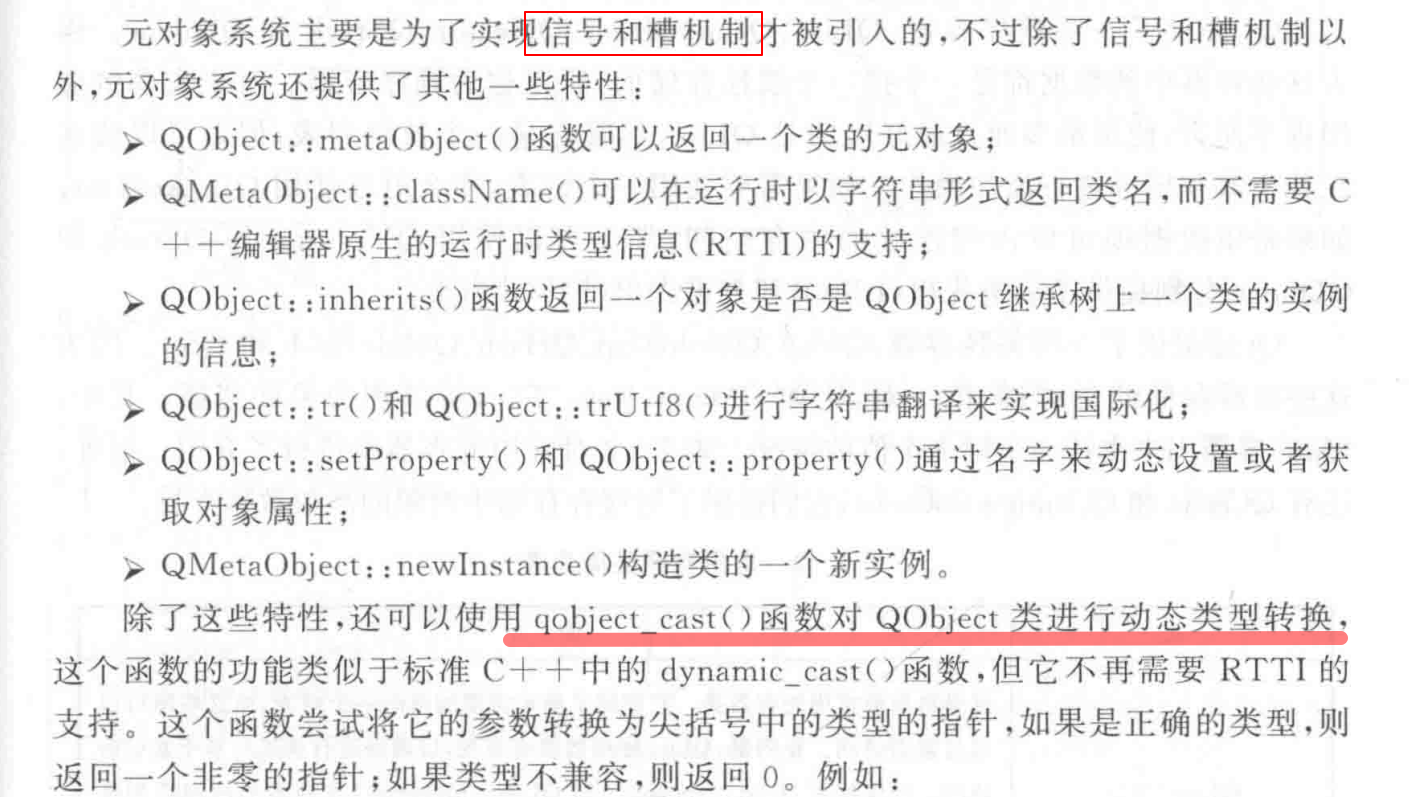 元对象系统主要是为了实现信号和槽机制才被引入的,不过除了信号和槽机制以
外,元对象系统还提供了其他一些特性:
➢ QObject::metaObject()函数可以返回一个类的元对象;
➢ QMetaObject::className()可以在运行时以字符串形式返回类名,而不需要 C
++编辑器原生的运行时类型信息(RTTI)的支持;
➢ QObject::inherits()函数返回一个对象是否是 QObject 继承树上一个类的实例
的信息;
➢ QObject::tr()和 QObject::trUtf8()进行字符串翻译来实现国际化;
➢ QObject::setProperty()和 QObject::property()通过名字来动态设置或者获
取对象属性;
➢ QMetaObject::newInstance()构造类的一个新实例。
除了这些特性,还可以使用 qobject_cast()函数对 QObject 类进行动态类型转换,
这个函数的功能类似于标准 C++中的 dynamic_cast()函数,但它不再需要 RTTI 的
支持。这个函数尝试将它的参数转换为尖括号中的类型的指针,如果是正确的类型,则
返回一个非零的指针;如果类型不兼容,则返回 0。例如: